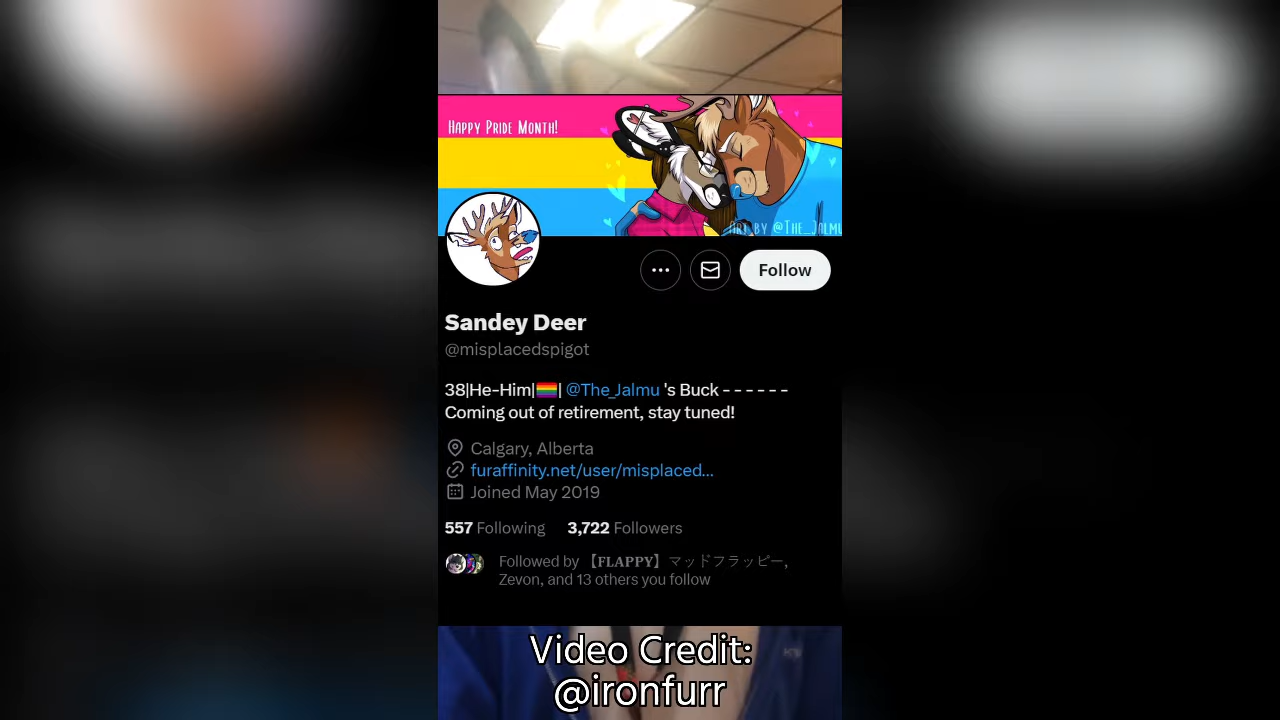 Happy Pride Month!
Art by @The_Jalmu
Follow
Sandey Deer
@misplacedspigot
38|He-Him|🏳️‍🌈| @The_Jalmu 's Buck - - - - - -
Coming out of retirement, stay tuned!
Calgary, Alberta
furaffinity.net/user/misplaced...
Joined May 2019
557 Following 3,722 Followers
Followed by 【FLAPPY】マッドフラッピー,
Zevon, and 13 others you follow
Video Credit:
@ironfurr